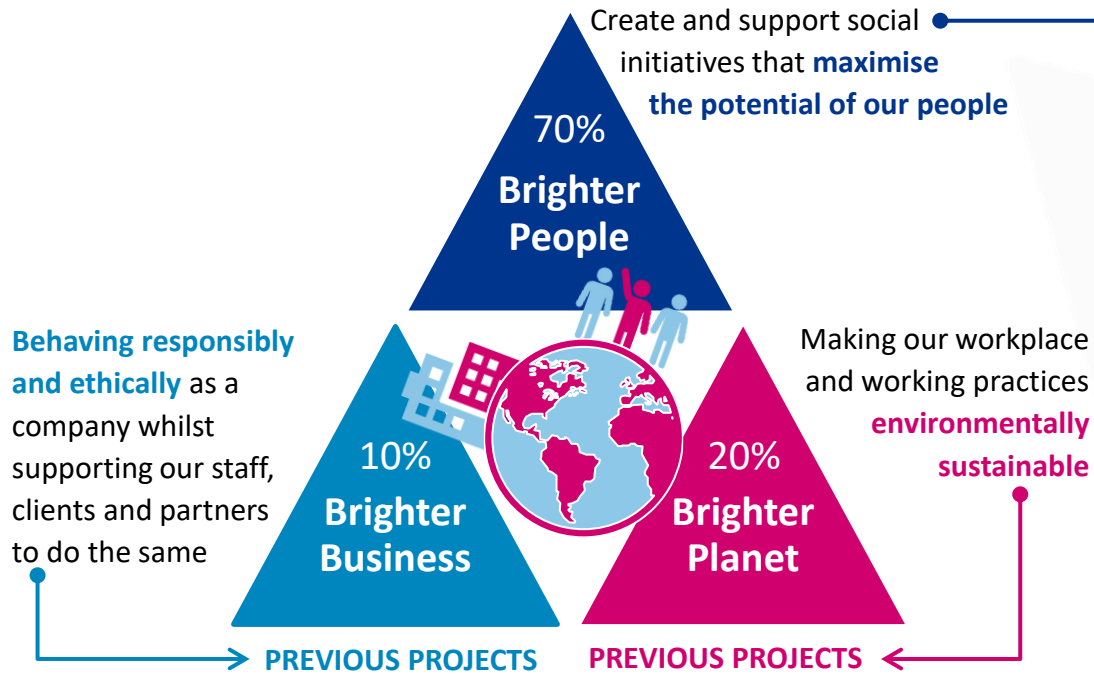 Create and support social
initiatives that maximise
the potential of our people
70%
Brighter
People
Behaving responsibly
and ethically as a
company whilst
supporting our staff,
clients and partners
to do the same
10%
Brighter
Business
20%
Brighter
Planet
Making our workplace
and working practices
environmentally
sustainable
PREVIOUS PROJECTS
PREVIOUS PROJECTS